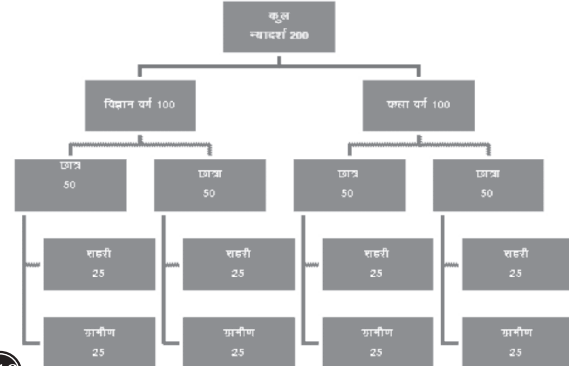 कुल
न्यादर्श 200
विज्ञान वर्ग 100
कला वर्ग 100
छात्र
50
छात्रा
50
छात्र
50
छात्रा
50
शहरी
25
शहरी
25
शहरी
25
शहरी
25
ग्रामीण
25
ग्रामीण
25
ग्रामीण
25
ग्रामीण
25